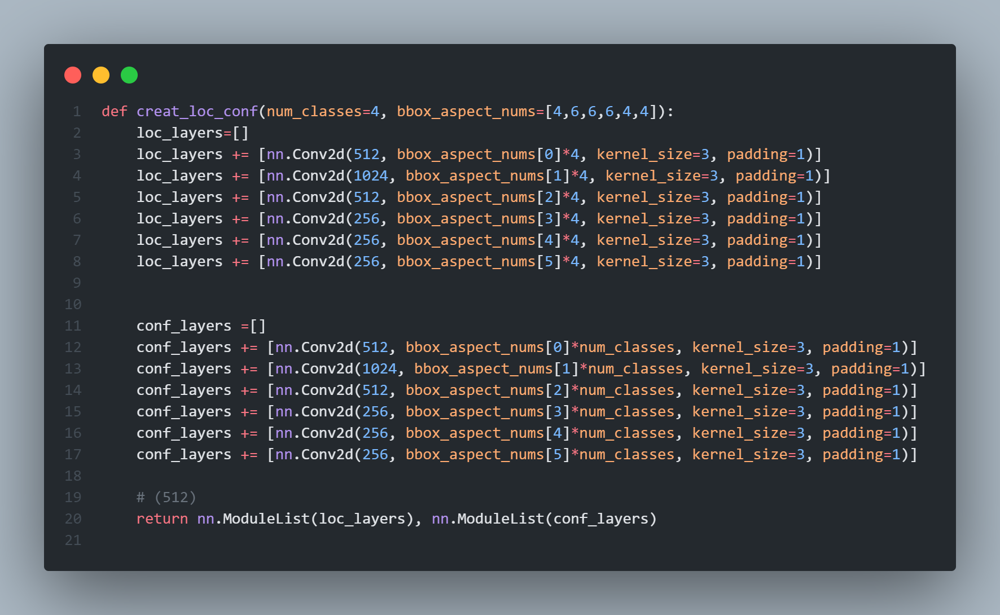 1 def creat_loc_conf(num_classes=4, bbox_aspect_nums=[4,6,6,6,4,4]):
2     loc_layers=[]
3     loc_layers += [nn.Conv2d(512, bbox_aspect_nums[0]*4, kernel_size=3, padding=1)]
4     loc_layers += [nn.Conv2d(1024, bbox_aspect_nums[1]*4, kernel_size=3, padding=1)]
5     loc_layers += [nn.Conv2d(512, bbox_aspect_nums[2]*4, kernel_size=3, padding=1)]
6     loc_layers += [nn.Conv2d(256, bbox_aspect_nums[3]*4, kernel_size=3, padding=1)]
7     loc_layers += [nn.Conv2d(256, bbox_aspect_nums[4]*4, kernel_size=3, padding=1)]
8     loc_layers += [nn.Conv2d(256, bbox_aspect_nums[5]*4, kernel_size=3, padding=1)]
9
10
11     conf_layers =[]
12     conf_layers += [nn.Conv2d(512, bbox_aspect_nums[0]*num_classes, kernel_size=3, padding=1)]
13     conf_layers += [nn.Conv2d(1024, bbox_aspect_nums[1]*num_classes, kernel_size=3, padding=1)]
14     conf_layers += [nn.Conv2d(512, bbox_aspect_nums[2]*num_classes, kernel_size=3, padding=1)]
15     conf_layers += [nn.Conv2d(256, bbox_aspect_nums[3]*num_classes, kernel_size=3, padding=1)]
16     conf_layers += [nn.Conv2d(256, bbox_aspect_nums[4]*num_classes, kernel_size=3, padding=1)]
17     conf_layers += [nn.Conv2d(256, bbox_aspect_nums[5]*num_classes, kernel_size=3, padding=1)]
18
19     # (512)
20     return nn.ModuleList(loc_layers), nn.ModuleList(conf_layers)
21